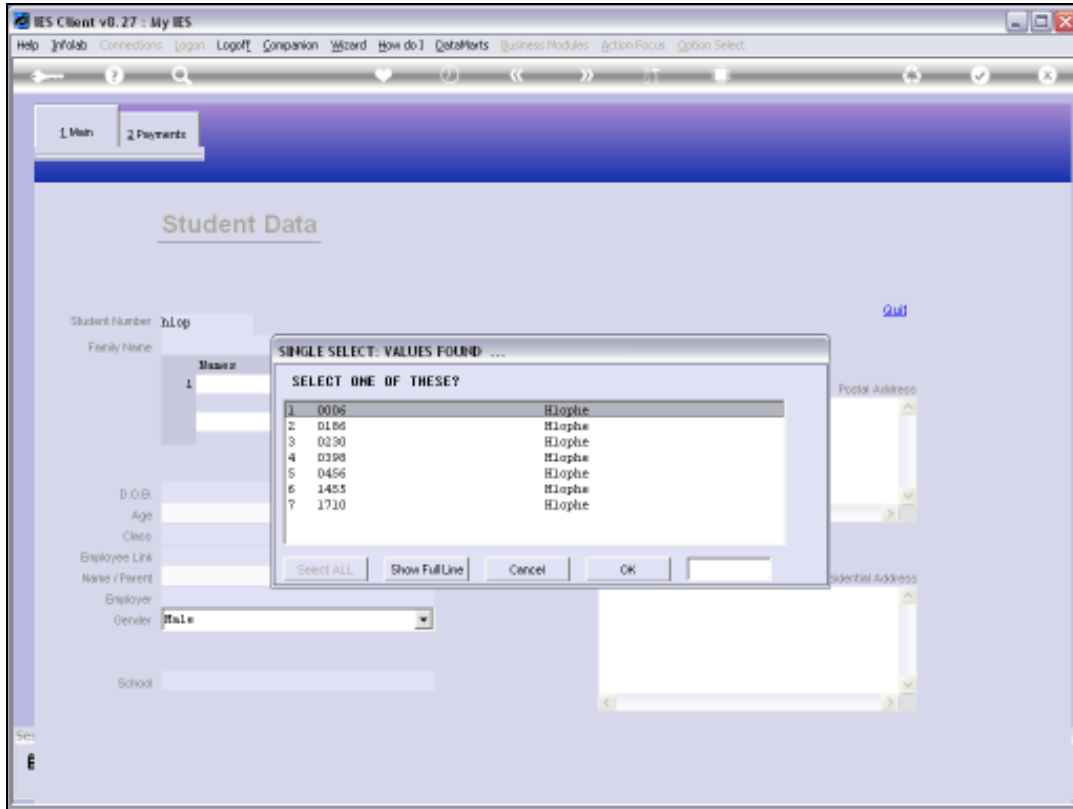 IES Client v8.27 : My IES
Help Infolab Connections Logon Logoff Companion Wizard How do I DataMarts Business Modules Action Focus Option Select
1 Main 2 Payments
Student Data
Quit
Student Number hlop
Family Name
Names
1
Postal Address
SINGLE SELECT: VALUES FOUND ...
SELECT ONE OF THESE?
1 0006 Hlophe
2 0186 Hlophe
3 0230 Hlophe
4 0398 Hlophe
5 0456 Hlophe
6 1455 Hlophe
7 1710 Hlophe
Select ALL Show Full Line Cancel OK
D.O.B.
Age
Class
Employee Link
Name / Parent
sidential Address
Employer
Gender Male
School
Ser